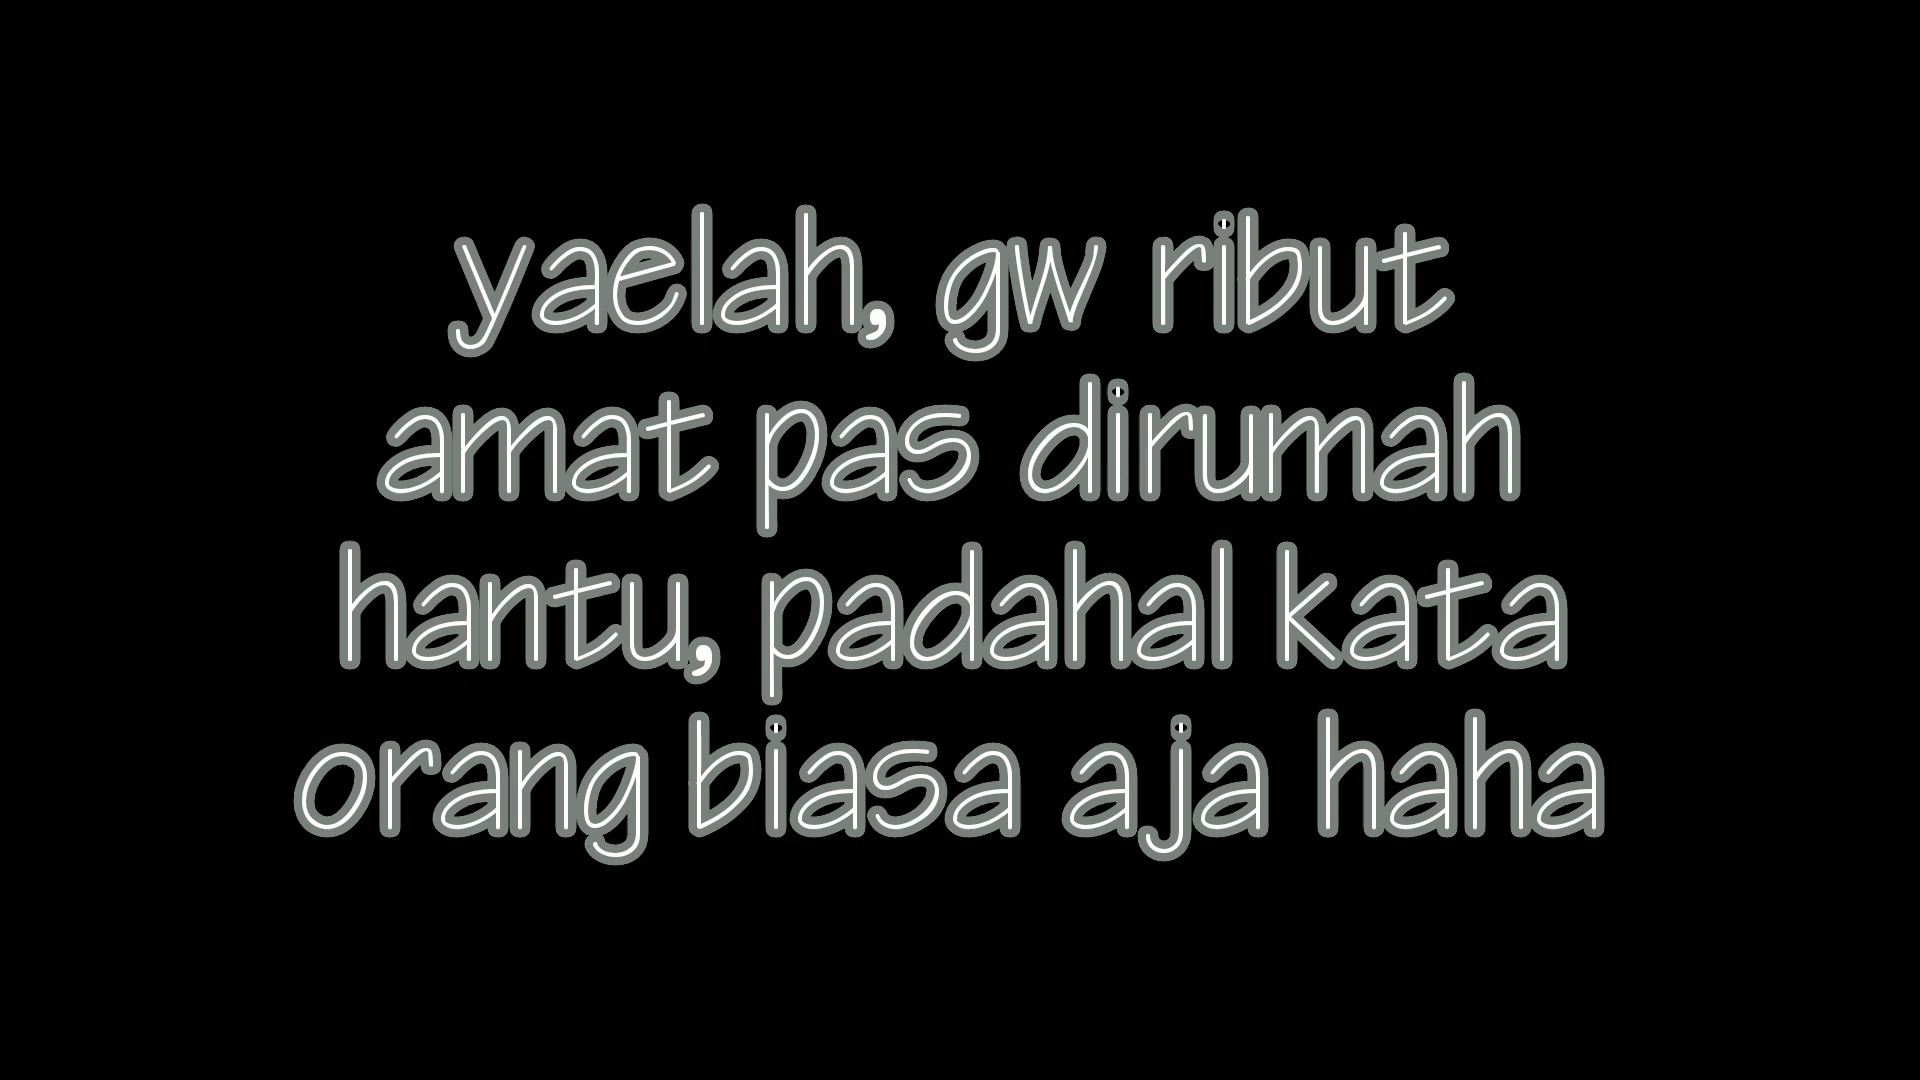 yaelah, gw ribut
amat pas dirumah
hantu, padahal kata
orang biasa aja haha